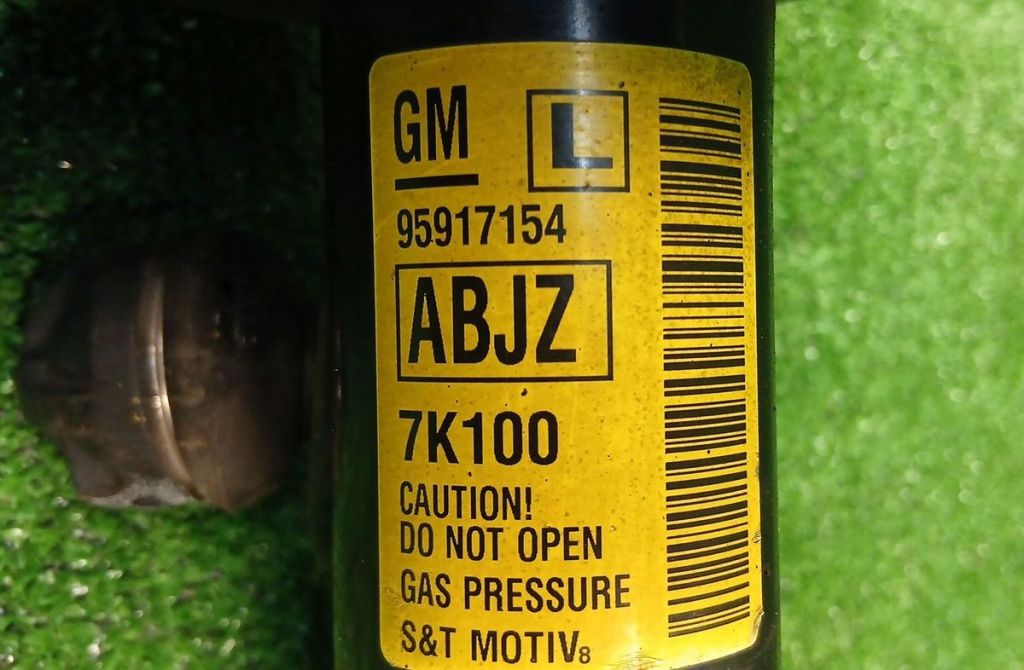 GM L
95917154
ABJZ
7K100
CAUTION!
DO NOT OPEN
GAS PRESSURE
S&T MOTIV8